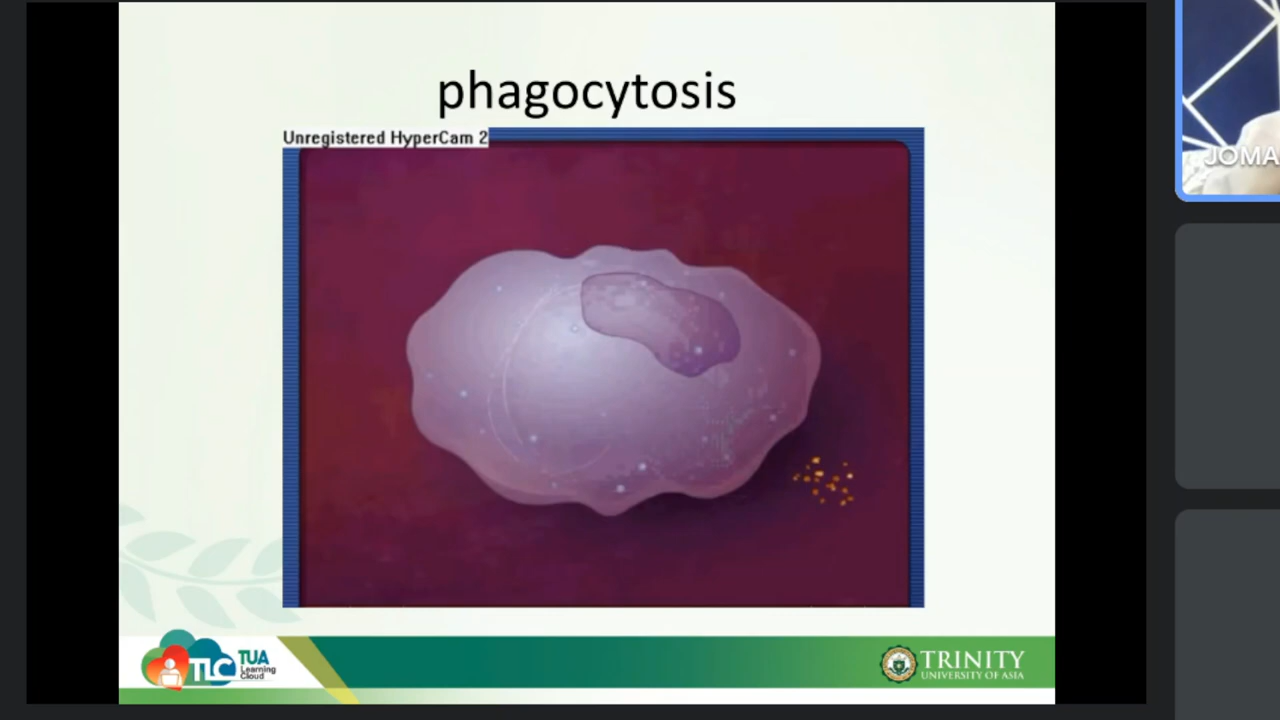 phagocytosis
Unregistered HyperCam 2
JOMA
TLC
TUA
Learning
Cloud
TRINITY
UNIVERSITY OF ASIA